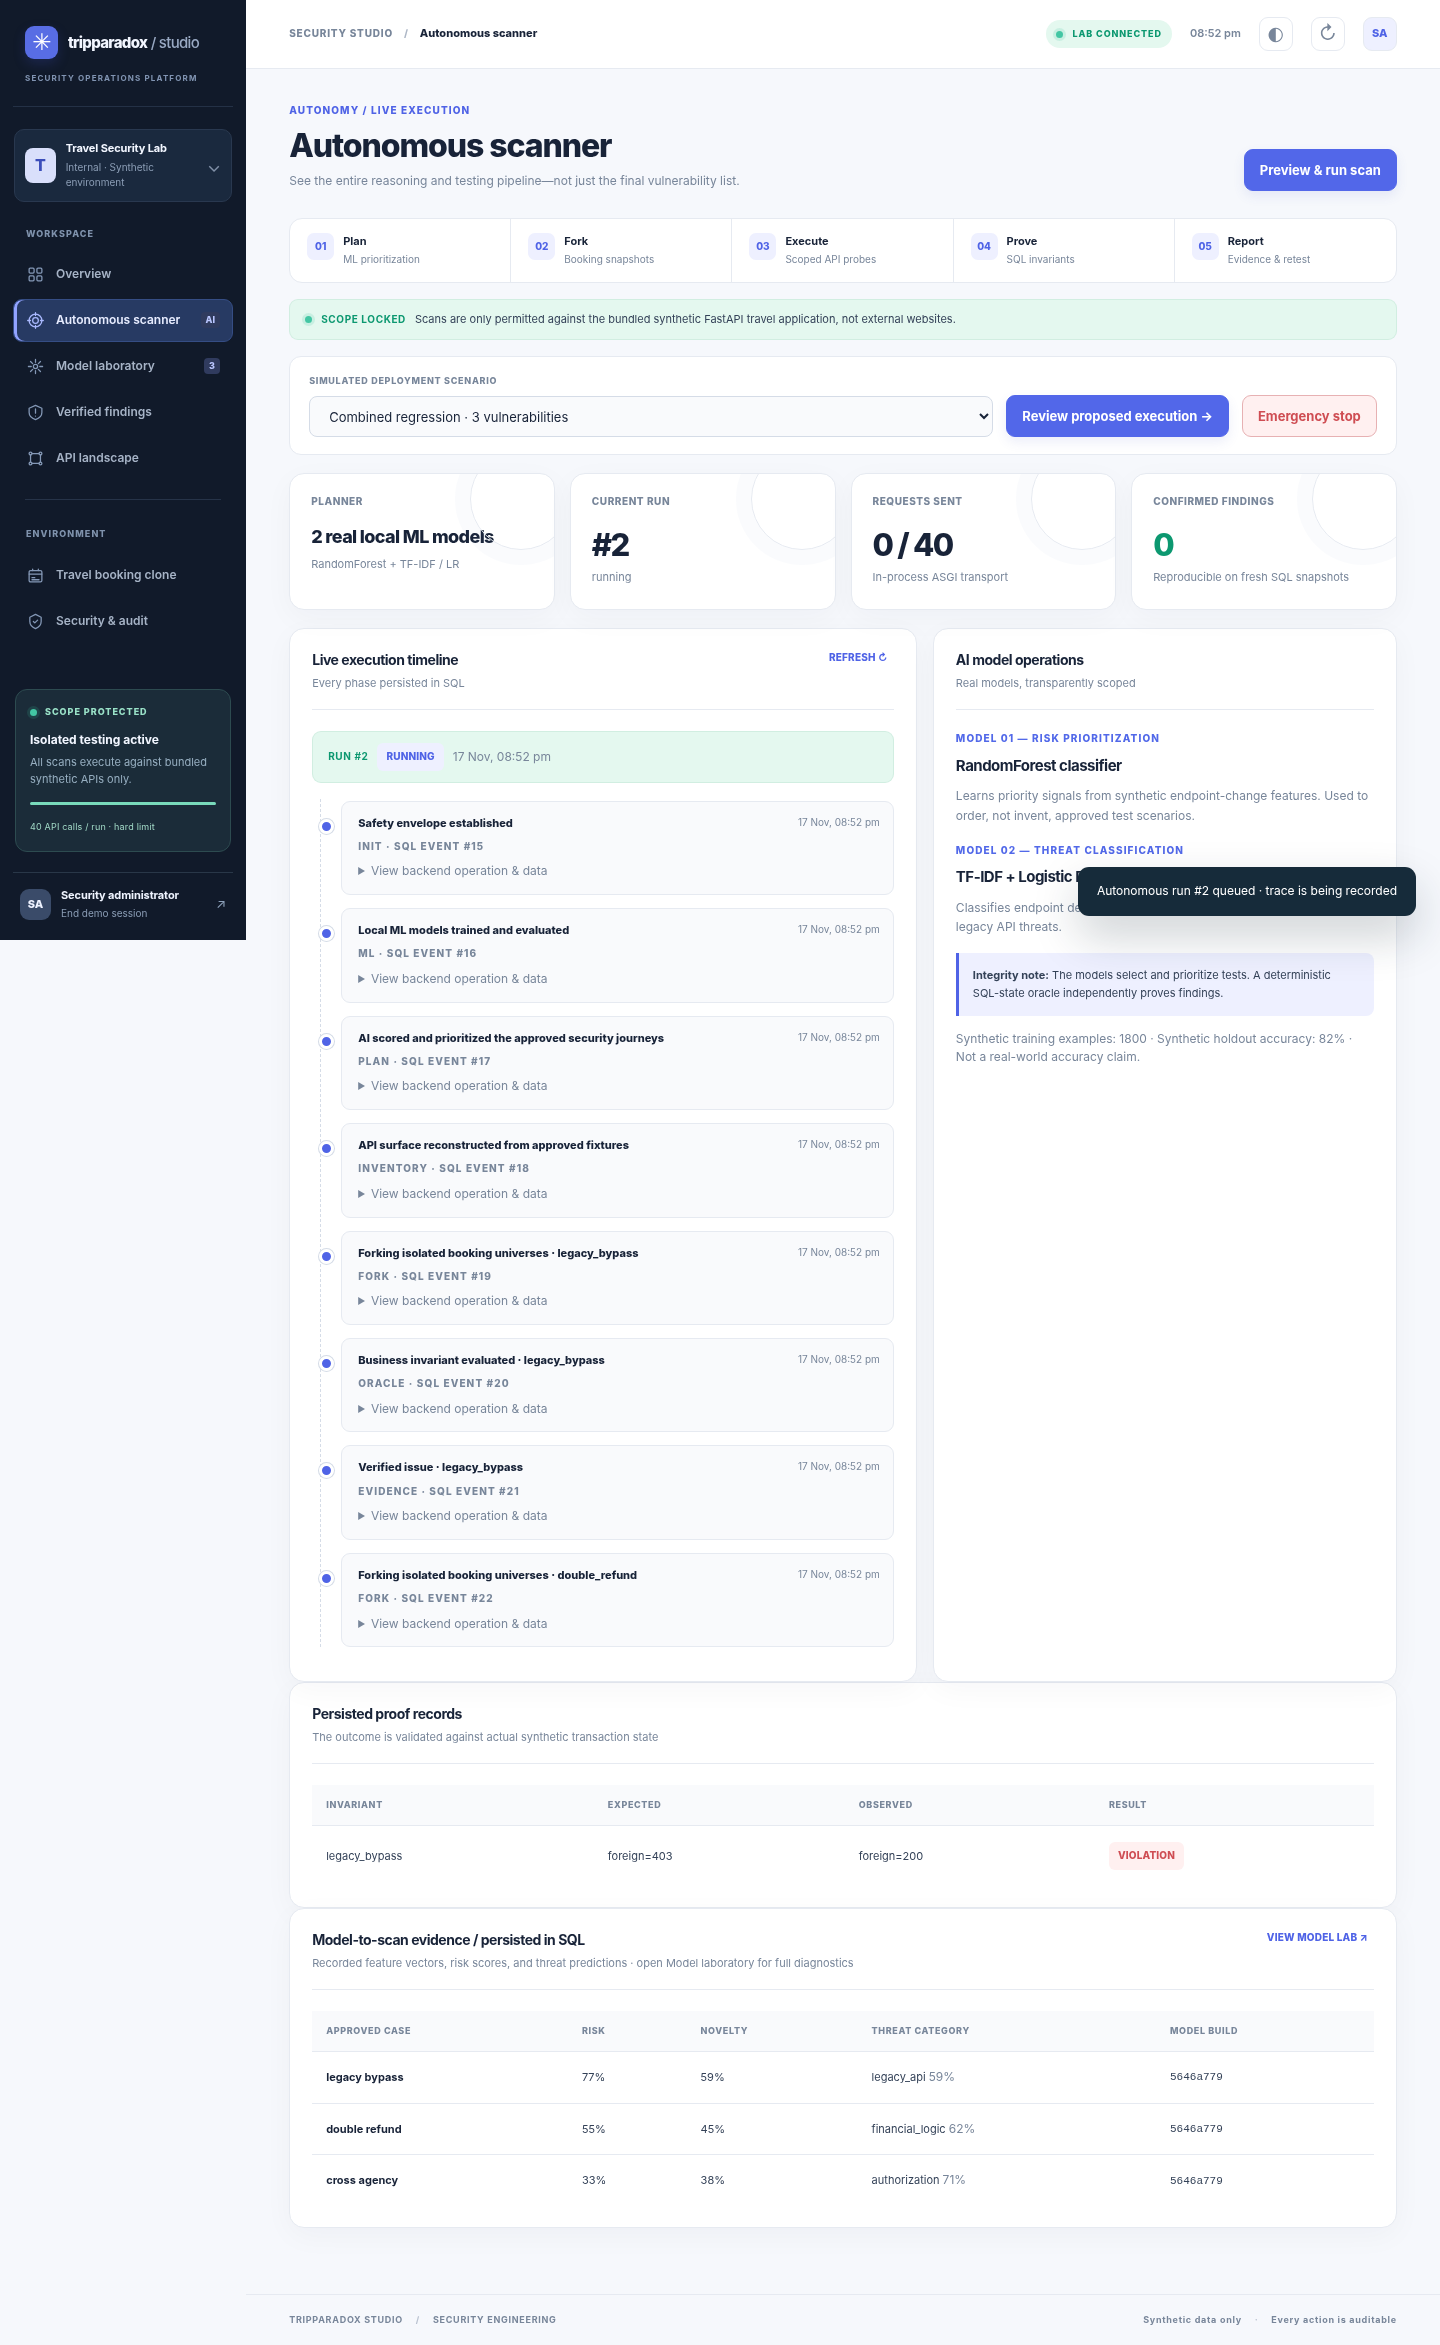 tripparadox / studio
SECURITY OPERATIONS PLATFORM
T
Travel Security Lab
Internal · Synthetic
environment
WORKSPACE
Overview
Autonomous scanner AI
Model laboratory 3
Verified findings
API landscape
ENVIRONMENT
Travel booking clone
Security & audit
SCOPE PROTECTED
Isolated testing active
All scans execute against bundled
synthetic APIs only.
40 API calls / run · hard limit
SA
Security administrator
End demo session
SECURITY STUDIO / Autonomous scanner
LAB CONNECTED
08:52 pm
SA
AUTONOMY / LIVE EXECUTION
Autonomous scanner
See the entire reasoning and testing pipeline—not just the final vulnerability list.
Preview & run scan
01 Plan
ML prioritization
02 Fork
Booking snapshots
03 Execute
Scoped API probes
04 Prove
SQL invariants
05 Report
Evidence & retest
SCOPE LOCKED Scans are only permitted against the bundled synthetic FastAPI travel application, not external websites.
SIMULATED DEPLOYMENT SCENARIO
Combined regression · 3 vulnerabilities
Review proposed execution →
Emergency stop
PLANNER
2 real local ML models
RandomForest + TF-IDF / LR
CURRENT RUN
#2
running
REQUESTS SENT
0 / 40
In-process ASGI transport
CONFIRMED FINDINGS
0
Reproducible on fresh SQL snapshots
Live execution timeline
Every phase persisted in SQL
REFRESH ↻
RUN #2 RUNNING 17 Nov, 08:52 pm
Safety envelope established 17 Nov, 08:52 pm
INIT · SQL EVENT #15
▶ View backend operation & data
Local ML models trained and evaluated 17 Nov, 08:52 pm
ML · SQL EVENT #16
▶ View backend operation & data
AI scored and prioritized the approved security journeys 17 Nov, 08:52 pm
PLAN · SQL EVENT #17
▶ View backend operation & data
API surface reconstructed from approved fixtures 17 Nov, 08:52 pm
INVENTORY · SQL EVENT #18
▶ View backend operation & data
Forking isolated booking universes · legacy_bypass 17 Nov, 08:52 pm
FORK · SQL EVENT #19
▶ View backend operation & data
Business invariant evaluated · legacy_bypass 17 Nov, 08:52 pm
ORACLE · SQL EVENT #20
▶ View backend operation & data
Verified issue · legacy_bypass 17 Nov, 08:52 pm
EVIDENCE · SQL EVENT #21
▶ View backend operation & data
Forking isolated booking universes · double_refund 17 Nov, 08:52 pm
FORK · SQL EVENT #22
▶ View backend operation & data
AI model operations
Real models, transparently scoped
MODEL 01 — RISK PRIORITIZATION
RandomForest classifier
Learns priority signals from synthetic endpoint-change features. Used to
order, not invent, approved test scenarios.
MODEL 02 — THREAT CLASSIFICATION
TF-IDF + Logistic
Autonomous run #2 queued · trace is being recorded
Classifies endpoint
legacy API threats.
Integrity note: The models select and prioritize tests. A deterministic
SQL-state oracle independently proves findings.
Synthetic training examples: 1800 · Synthetic holdout accuracy: 82% ·
Not a real-world accuracy claim.
Persisted proof records
The outcome is validated against actual synthetic transaction state
INVARIANT EXPECTED OBSERVED RESULT
legacy_bypass foreign=403 foreign=200 VIOLATION
Model-to-scan evidence / persisted in SQL
Recorded feature vectors, risk scores, and threat predictions · open Model laboratory for full diagnostics
VIEW MODEL LAB ↗
APPROVED CASE RISK NOVELTY THREAT CATEGORY MODEL BUILD
legacy bypass 77% 59% legacy_api 59% 5646a779
double refund 55% 45% financial_logic 62% 5646a779
cross agency 33% 38% authorization 71% 5646a779
TRIPPARADOX STUDIO / SECURITY ENGINEERING
Synthetic data only · Every action is auditable